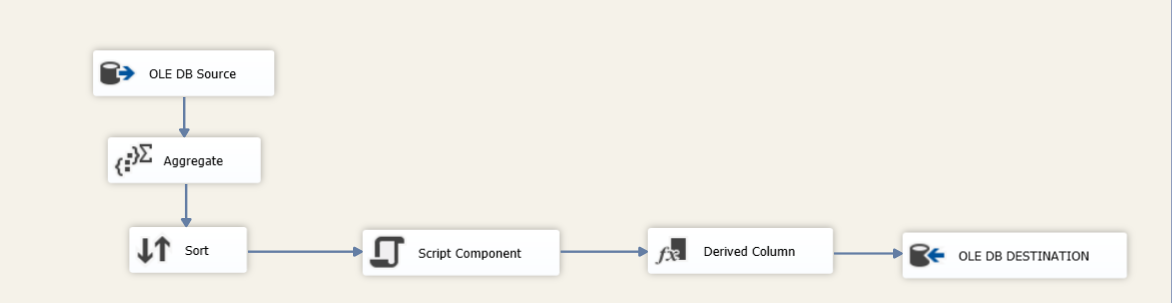 OLE DB Source
Aggregate
Sort
Script Component
Derived Column
OLE DB DESTINATION